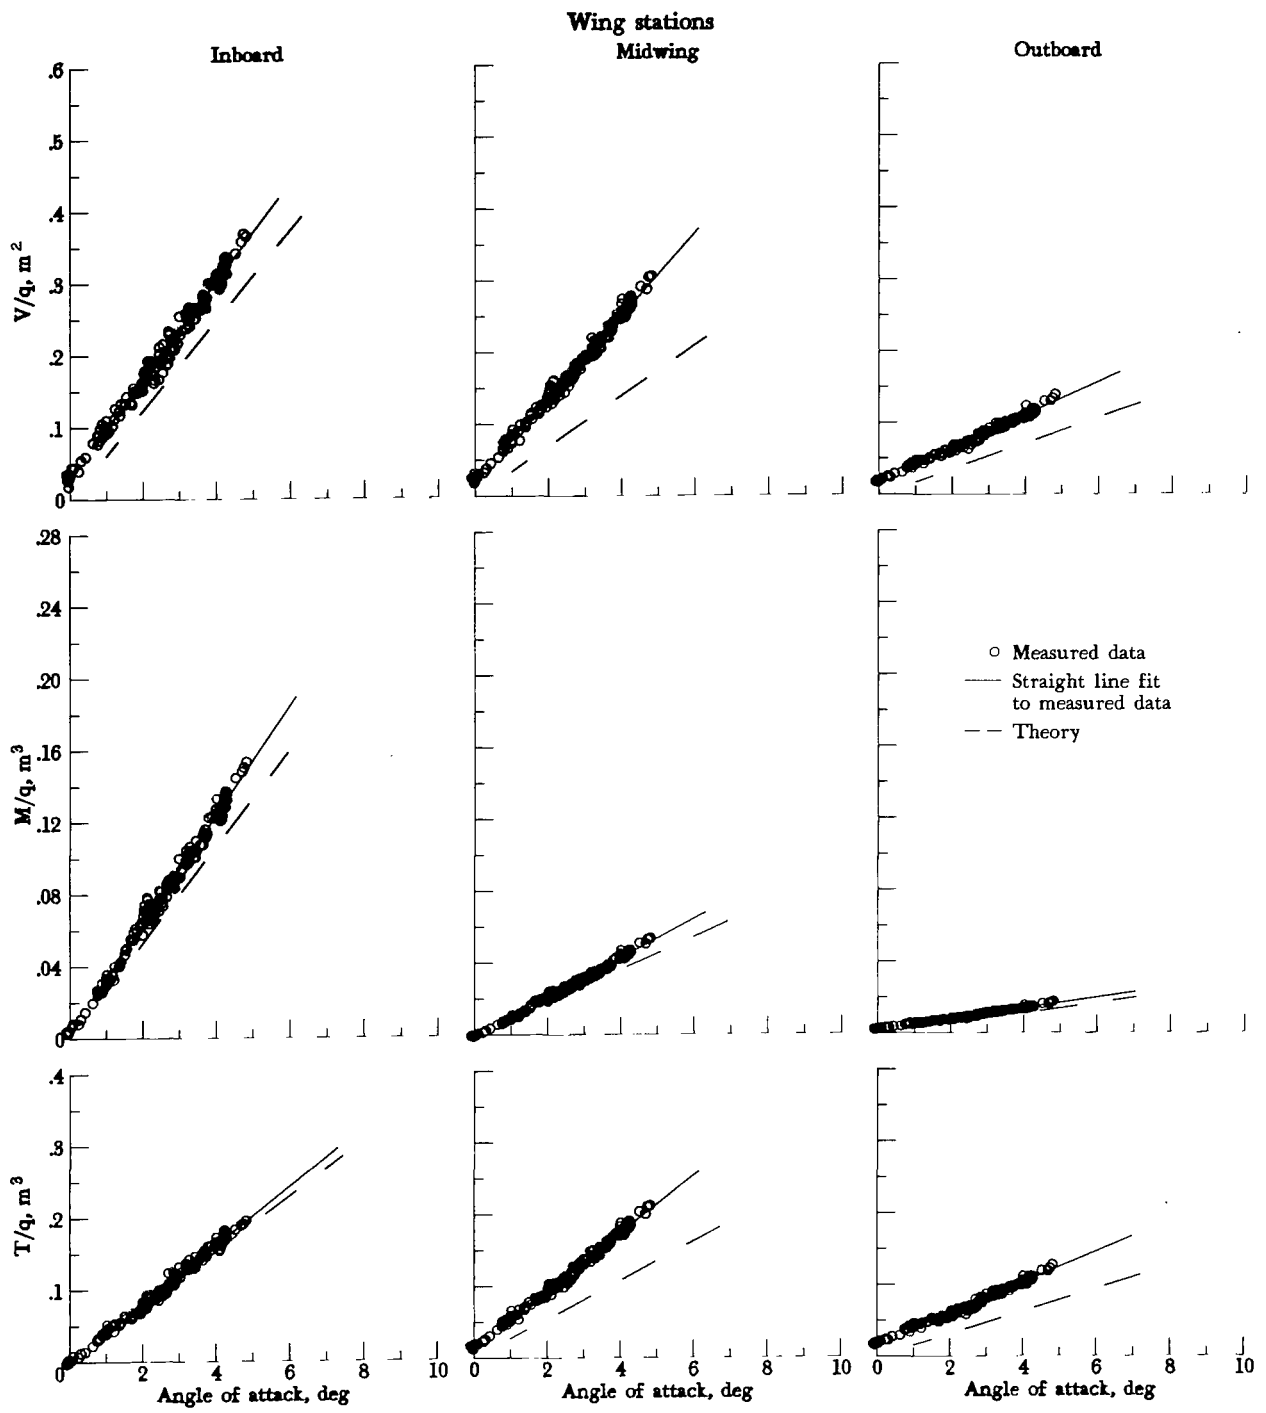 Wing stations
Inboard
Midwing
Outboard
.6
.5
.4
.3
.2
.1
0
V/q, m²
.28
.24
.20
.16
.12
.08
.04
0
M/q, m³
Measured data
Straight line fit
to measured data
Theory
.4
.3
.2
.1
0
T/q, m³
2 4 6 8 10
0 2 4 6 8 10
0 2 4 6 8 10
Angle of attack, deg
Angle of attack, deg
Angle of attack, deg